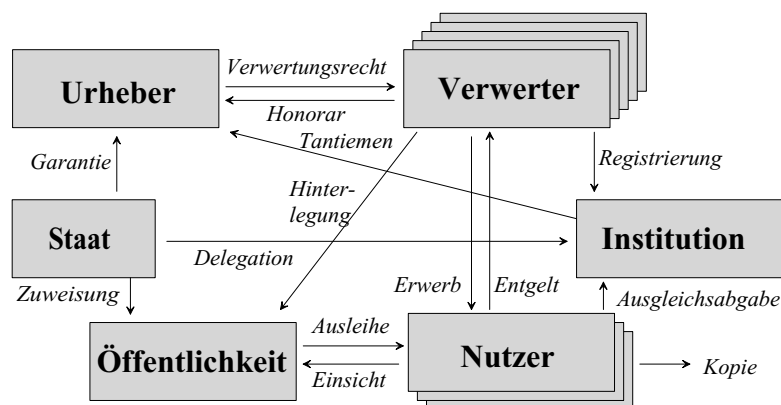 Verwertungsrecht
Urheber
Verwerter
Honorar
Tantiemen
Garantie
Registrierung
Hinter-
legung
Staat
Institution
Delegation
Zuweisung
Erwerb
Entgelt
Ausgleichsabgabe
Ausleihe
Öffentlichkeit
Nutzer
Kopie
Einsicht